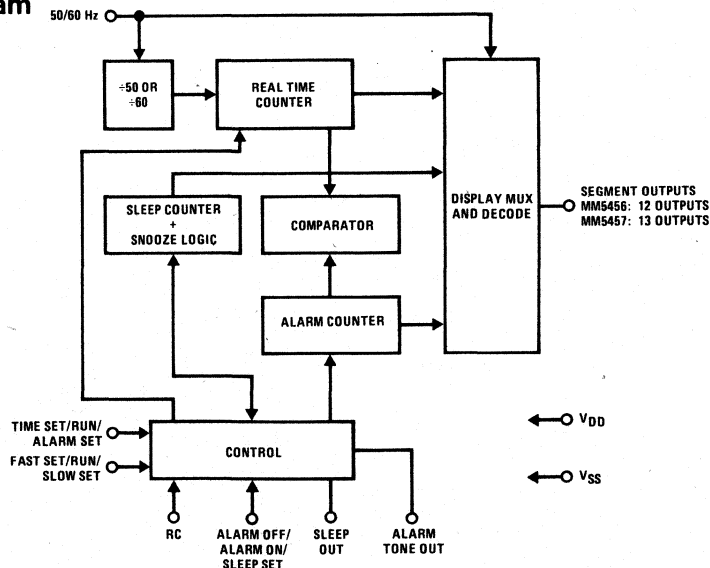 am
50/60 Hz
÷50 OR
÷60
REAL TIME
COUNTER
DISPLAY MUX
AND DECODE
SEGMENT OUTPUTS
MM5456: 12 OUTPUTS
MM5457: 13 OUTPUTS
SLEEP COUNTER
+
SNOOZE LOGIC
COMPARATOR
ALARM COUNTER
TIME SET/RUN/
ALARM SET
FAST SET/RUN/
SLOW SET
CONTROL
VDD
VSS
RC
ALARM OFF/
ALARM ON/
SLEEP SET
SLEEP
OUT
ALARM
TONE OUT